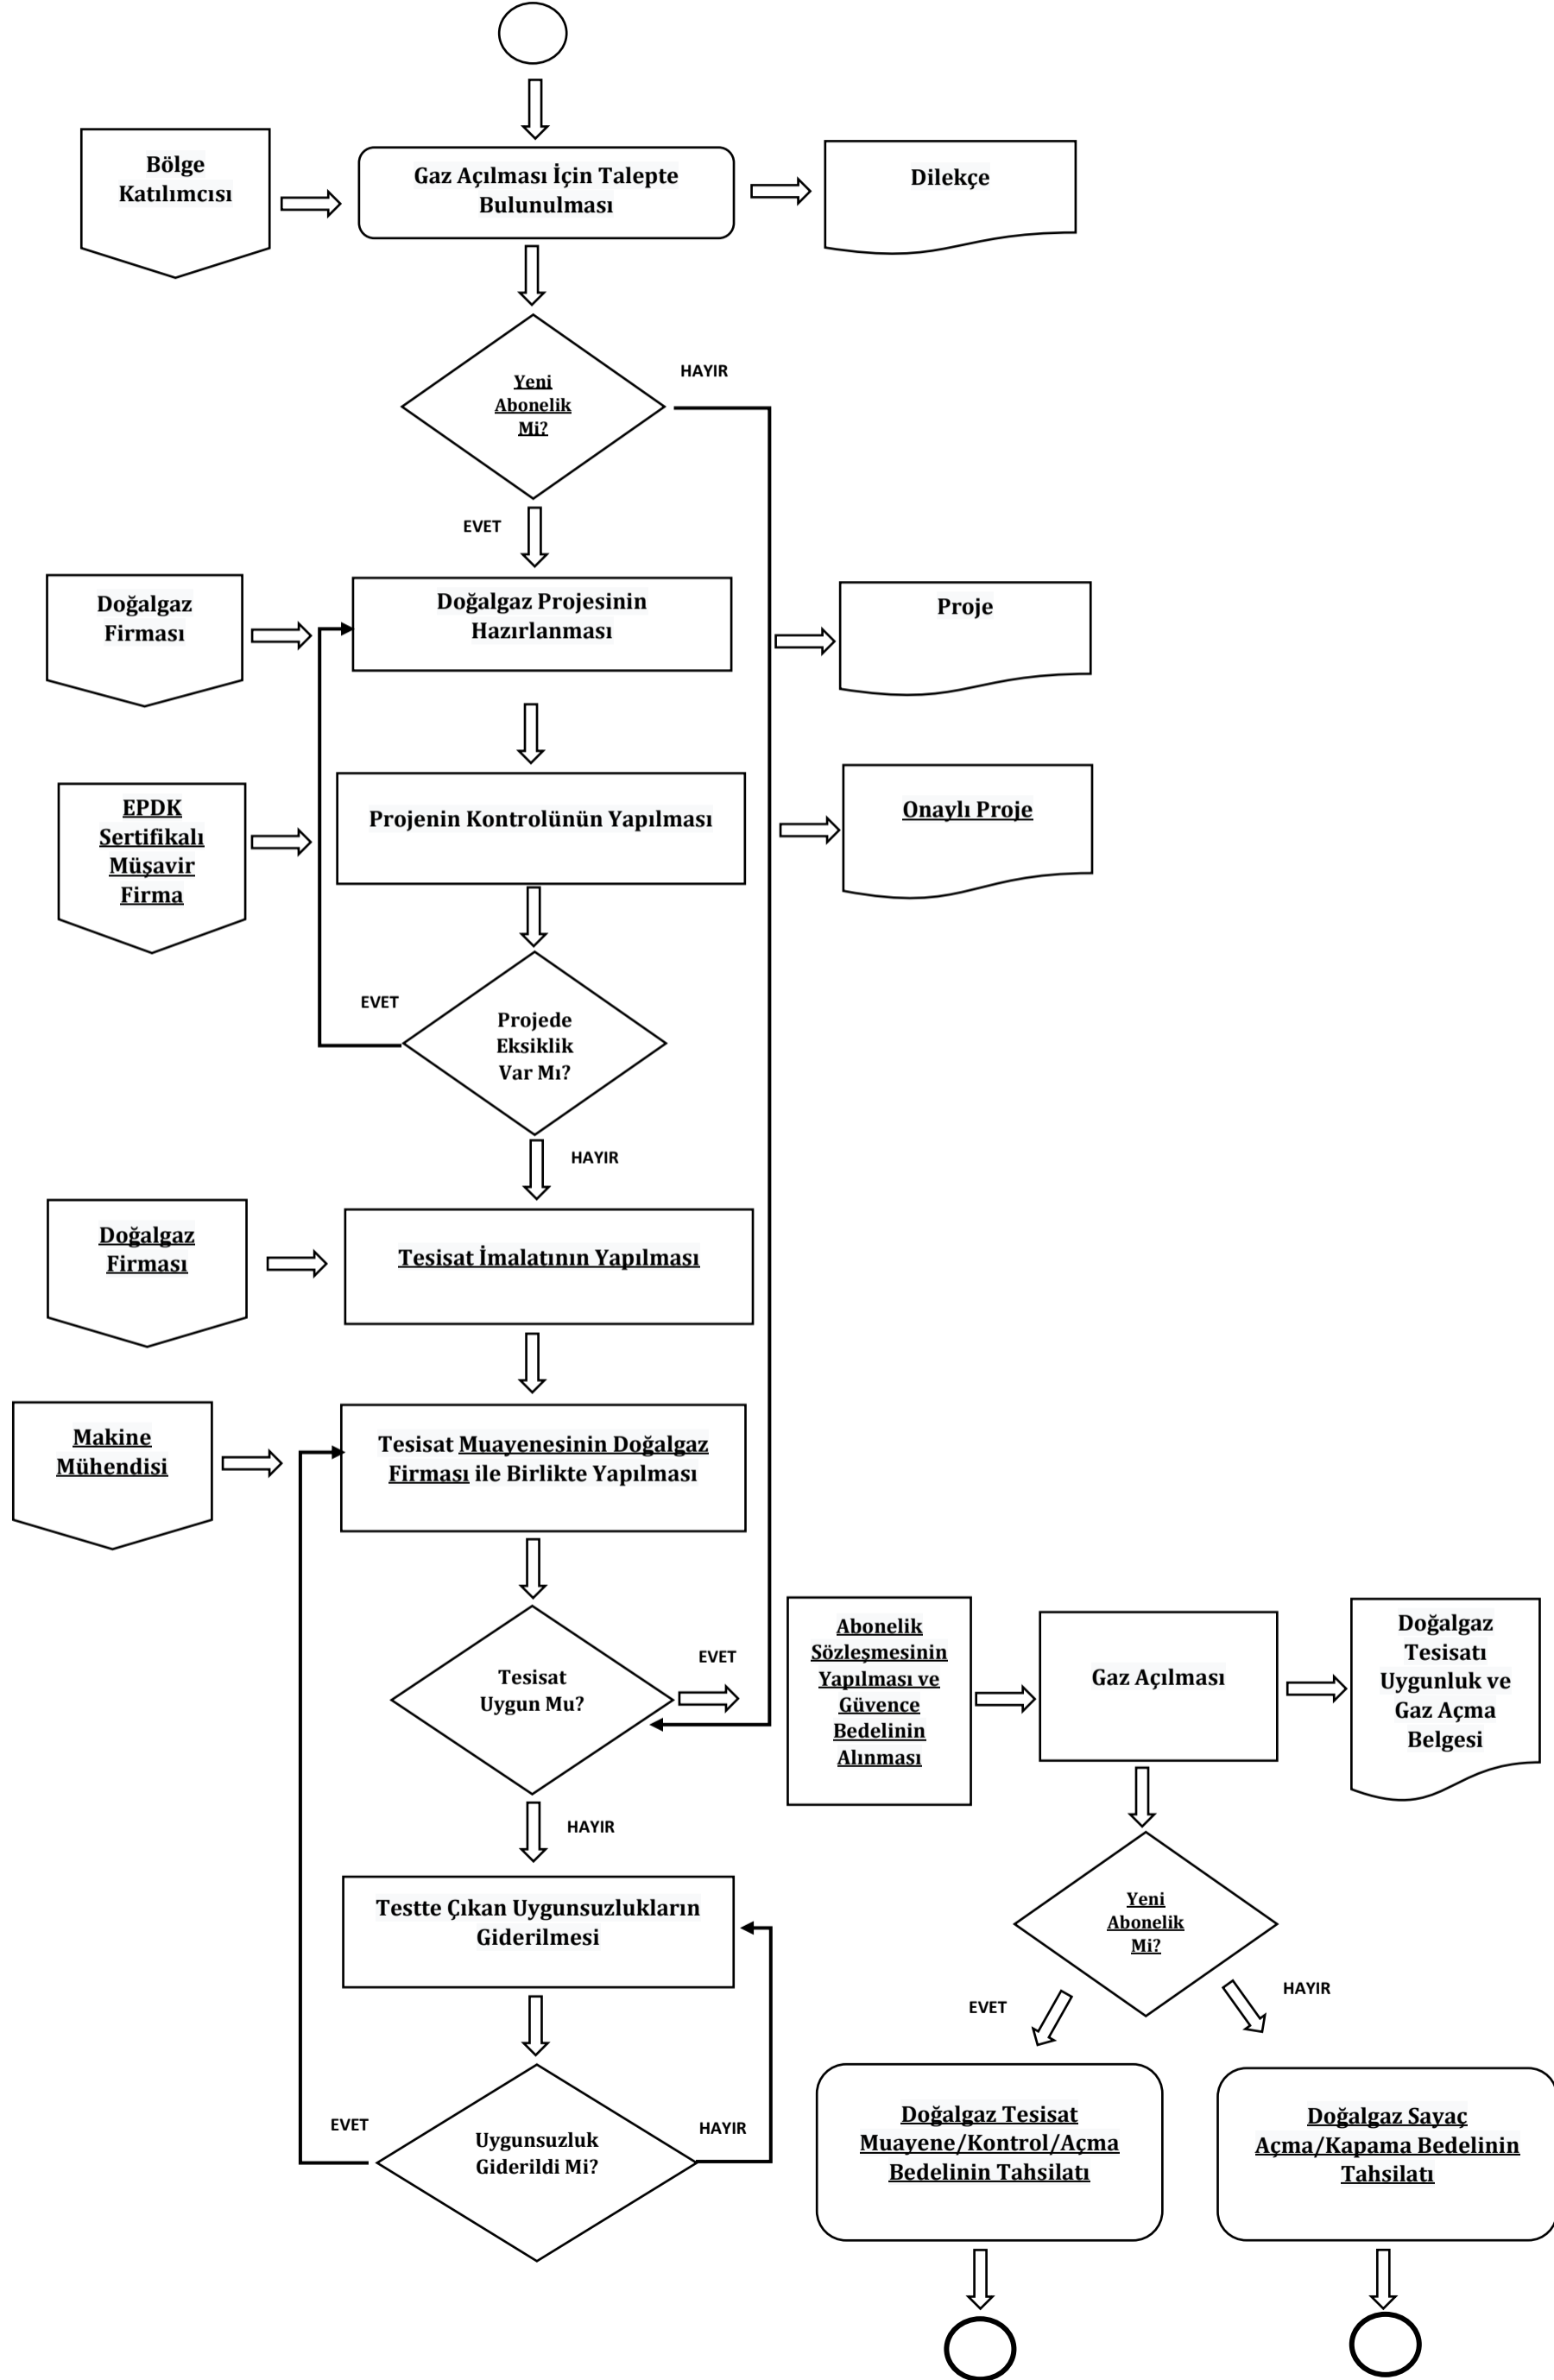 Bölge
Katılımcısı
Gaz Açılması İçin Talepte
Bulunulması
Dilekçe
Yeni
Abonelik
Mi?
HAYIR
EVET
Doğalgaz
Firması
Doğalgaz Projesinin
Hazırlanması
Proje
EPDK
Sertifikalı
Müşavir
Firma
Projenin Kontrolünün Yapılması
Onaylı Proje
EVET
Projede
Eksiklik
Var Mı?
HAYIR
Doğalgaz
Firması
Tesisat İmalatının Yapılması
Makine
Mühendisi
Tesisat Muayenesinin Doğalgaz
Firması ile Birlikte Yapılması
Tesisat
Uygun Mu?
EVET
Abonelik
Sözleşmesinin
Yapılması ve
Güvence
Bedelinin
Alınması
Gaz Açılması
Doğalgaz
Tesisatı
Uygunluk ve
Gaz Açma
Belgesi
HAYIR
Testte Çıkan Uygunsuzlukların
Giderilmesi
Yeni
Abonelik
Mi?
EVET
HAYIR
EVET
Uygunsuzluk
Giderildi Mi?
HAYIR
Doğalgaz Tesisat
Muayene/Kontrol/Açma
Bedelinin Tahsilatı
Doğalgaz Sayaç
Açma/Kapama Bedelinin
Tahsilatı